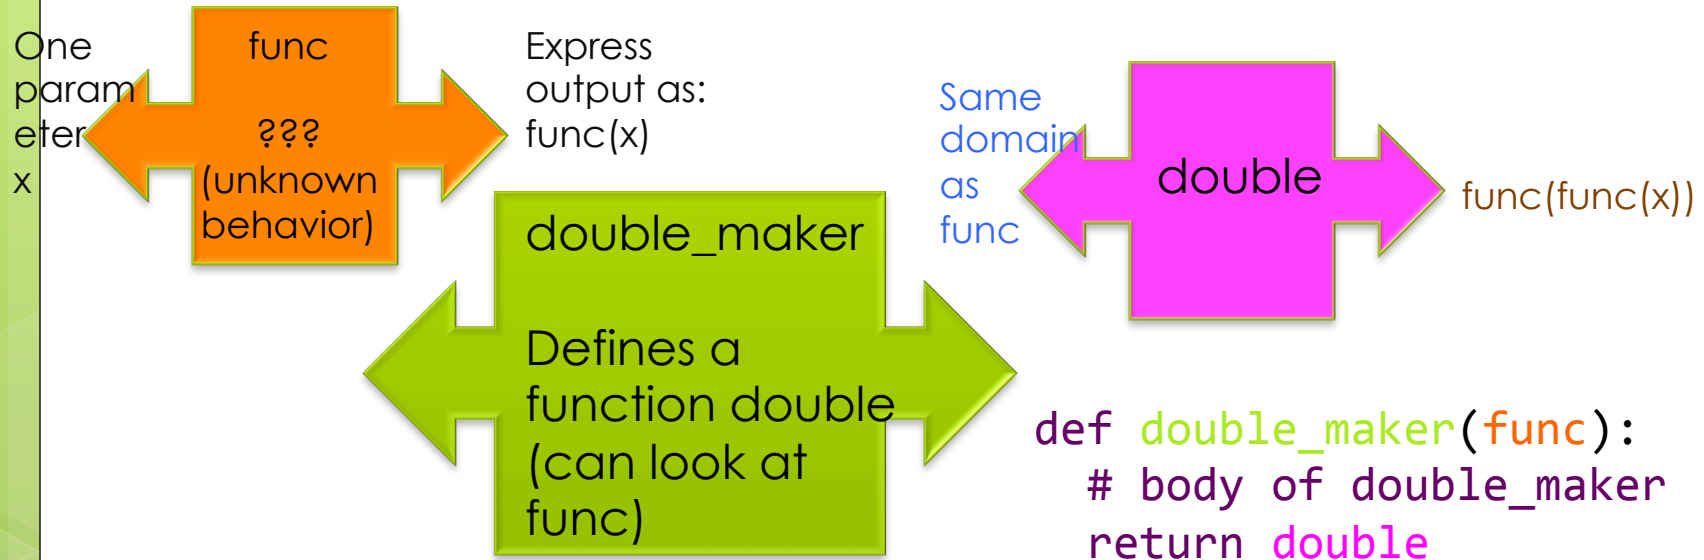 One
param
eter
x
func
???
(unknown
behavior)
Express
output as:
func(x)
double_maker
Defines a
function double
(can look at
func)
Same
domain
as
func
double
func(func(x))
def double_maker(func):
# body of double_maker
return double